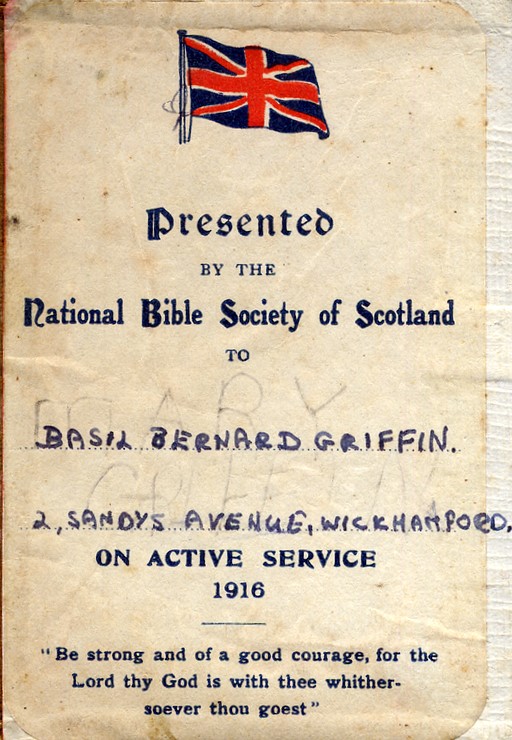 Presented
BY THE
National Bible Society of Scotland
TO
BASIL BERNARD GRIFFIN.
2, SANDYS AVENUE, WICKHAMFORD,
ON ACTIVE SERVICE
1916
"Be strong and of a good courage, for the
Lord thy God is with thee whither-
soever thou goest"